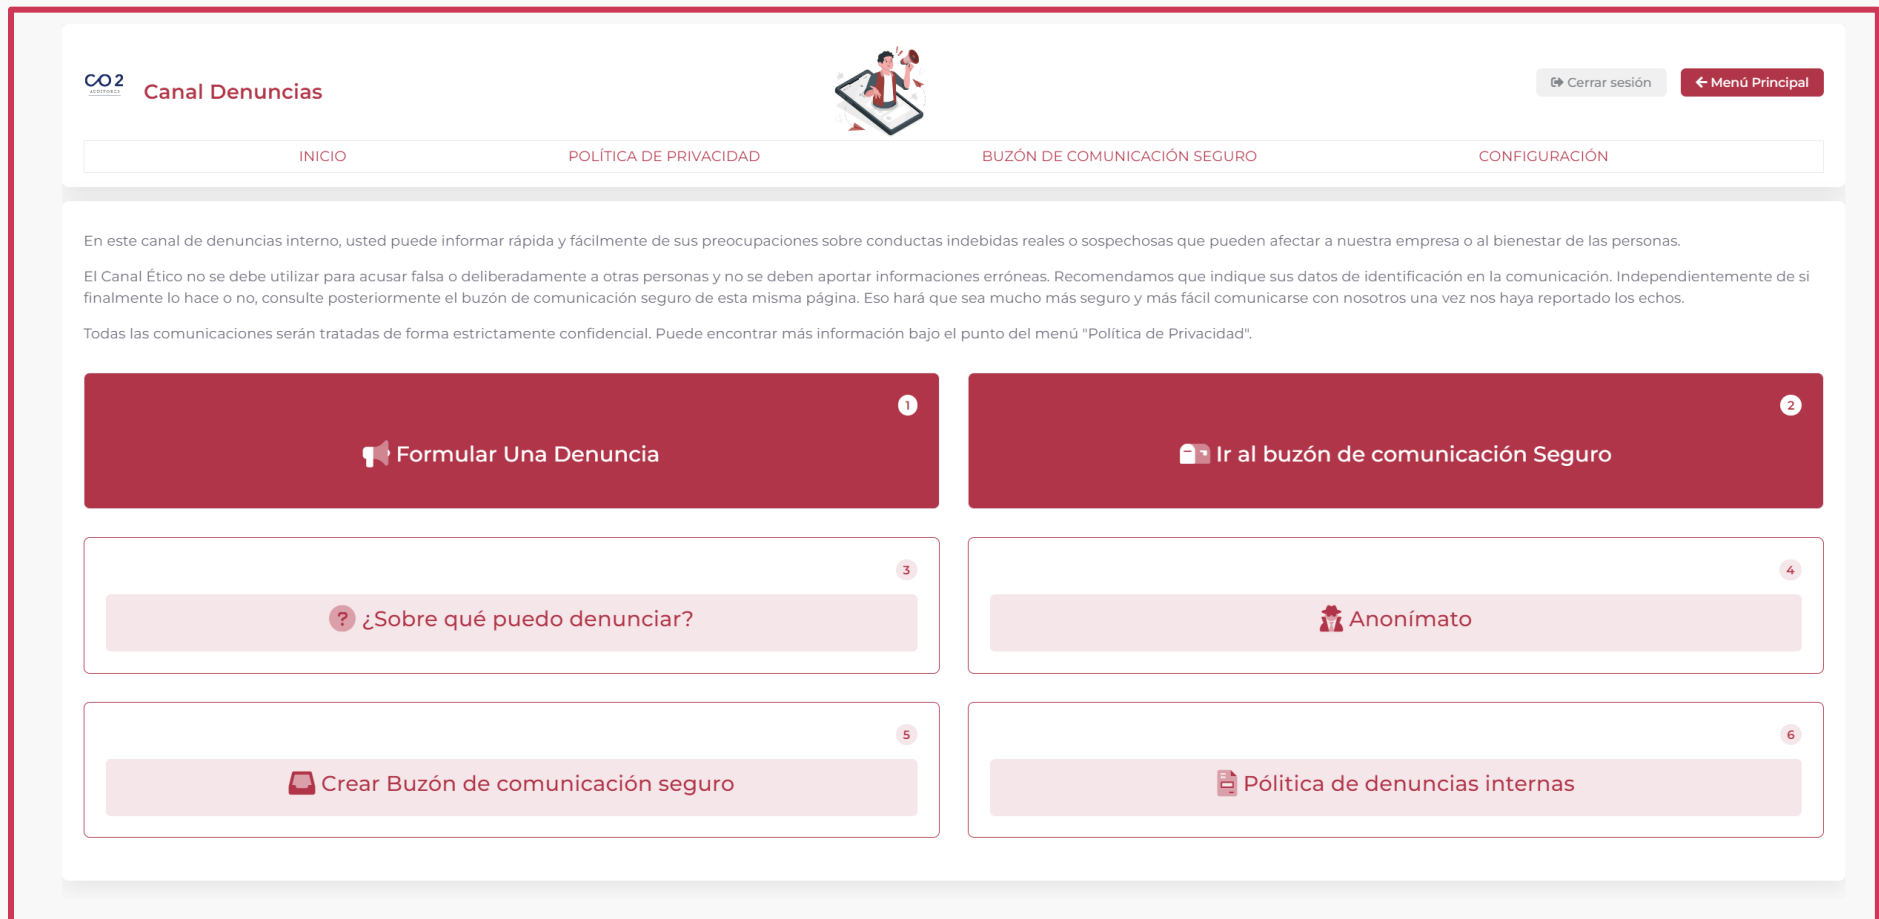 CO2
AUDITORES
Canal Denuncias
Cerrar sesión
Menú Principal
INICIO
POLÍTICA DE PRIVACIDAD
BUZÓN DE COMUNICACIÓN SEGURO
CONFIGURACIÓN
En este canal de denuncias interno, usted puede informar rápida y fácilmente de sus preocupaciones sobre conductas indebidas reales o sospechosas que pueden afectar a nuestra empresa o al bienestar de las personas.
El Canal Ético no se debe utilizar para acusar falsa o deliberadamente a otras personas y no se deben aportar informaciones erróneas. Recomendamos que indique sus datos de identificación en la comunicación. Independientemente de si
finalmente lo hace o no, consulte posteriormente el buzón de comunicación seguro de esta misma página. Eso hará que sea mucho más seguro y más fácil comunicarse con nosotros una vez nos haya reportado los echos.
Todas las comunicaciones serán tratadas de forma estrictamente confidencial. Puede encontrar más información bajo el punto del menú "Política de Privacidad".
1
Formular Una Denuncia
2
Ir al buzón de comunicación Seguro
3
¿Sobre qué puedo denunciar?
4
Anonímato
5
Crear Buzón de comunicación seguro
6
Pólitica de denuncias internas